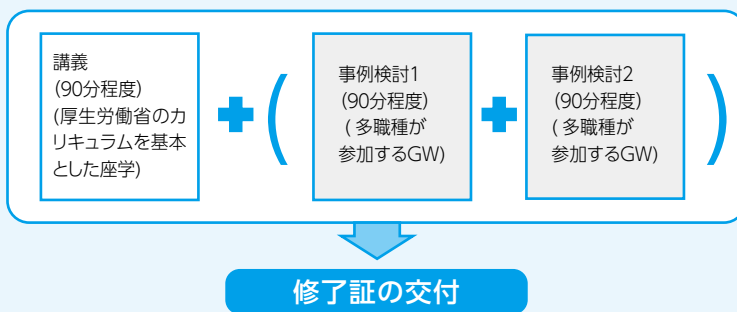 講義
(90分程度)
(厚生労働省のカ
リキュラムを基本
とした座学)
事例検討1
(90分程度)
(多職種が
参加するGW)
事例検討2
(90分程度)
(多職種が
参加するGW)
修了証の交付